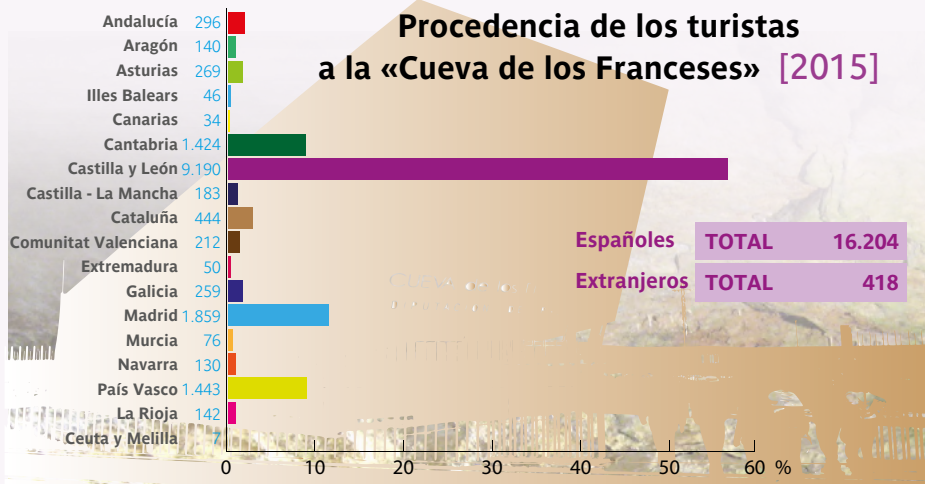 Procedencia de los turistas
a la «Cueva de los Franceses» [2015]
Andalucía 296
Aragón 140
Asturias 269
Illes Balears 46
Canarias 34
Cantabria 1.424
Castilla y León 9.190
Castilla - La Mancha 183
Cataluña 444
Comunitat Valenciana 212
Extremadura 50
Galicia 259
Madrid 1.859
Murcia 76
Navarra 130
País Vasco 1.443
La Rioja 142
Ceuta y Melilla 7
Españoles TOTAL 16.204
Extranjeros TOTAL 418
0 10 20 30 40 50 60 %